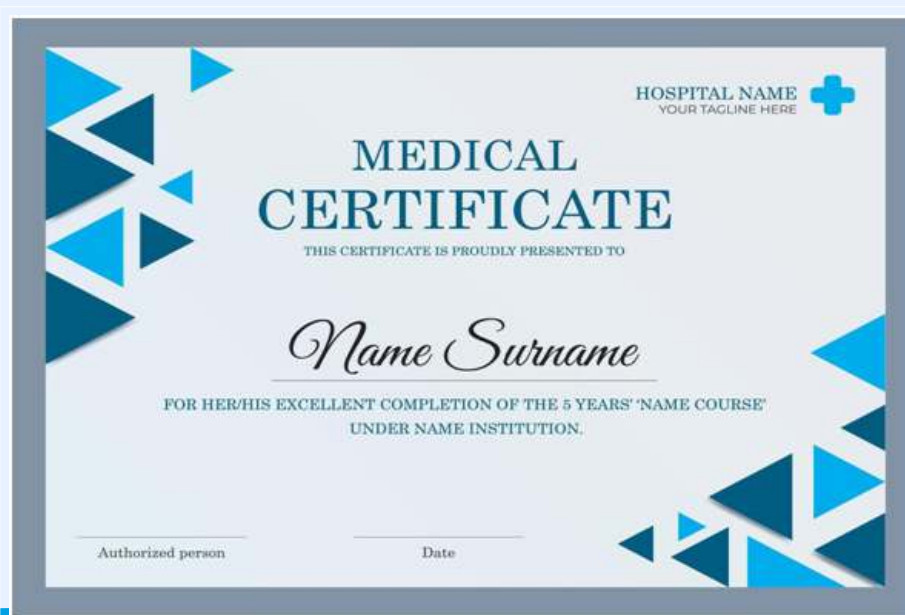 HOSPITAL NAME
YOUR TAGLINE HERE
MEDICAL
CERTIFICATE
THIS CERTIFICATE IS PROUDLY PRESENTED TO
Name Surname
FOR HER/HIS EXCELLENT COMPLETION OF THE 5 YEARS' 'NAME COURSE'
UNDER NAME INSTITUTION.
Authorized person
Date